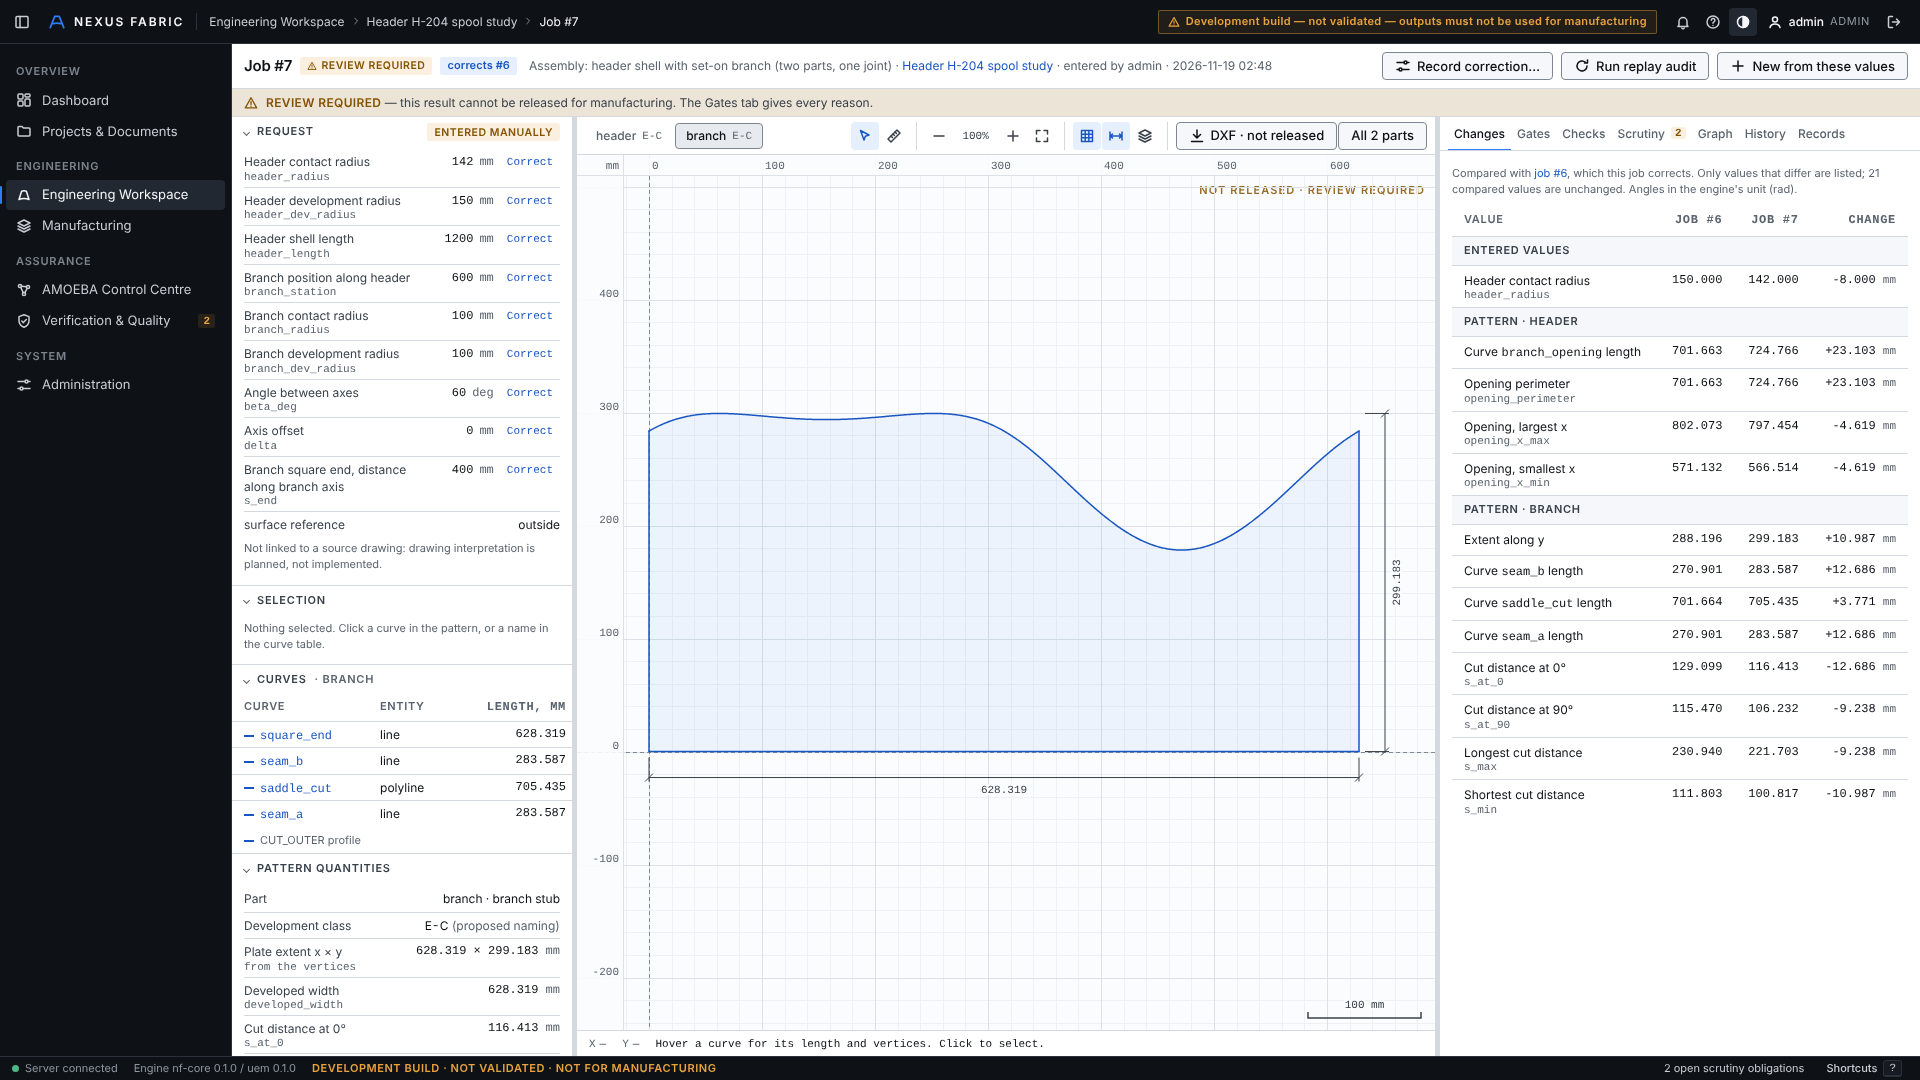 NEXUS FABRIC
Engineering Workspace › Header H-204 spool study › Job #7
Development build — not validated — outputs must not be used for manufacturing
admin ADMIN
OVERVIEW
Dashboard
Projects & Documents
ENGINEERING
Engineering Workspace
Manufacturing
ASSURANCE
AMOEBA Control Centre
Verification & Quality 2
SYSTEM
Administration
Job #7 REVIEW REQUIRED corrects #6 Assembly: header shell with set-on branch (two parts, one joint) · Header H-204 spool study · entered by admin · 2026-11-19 02:48
Record correction... Run replay audit New from these values
REVIEW REQUIRED — this result cannot be released for manufacturing. The Gates tab gives every reason.
REQUEST ENTERED MANUALLY
Header contact radius 142 mm Correct
header_radius
Header development radius 150 mm Correct
header_dev_radius
Header shell length 1200 mm Correct
header_length
Branch position along header 600 mm Correct
branch_station
Branch contact radius 100 mm Correct
branch_radius
Branch development radius 100 mm Correct
branch_dev_radius
Angle between axes 60 deg Correct
beta_deg
Axis offset 0 mm Correct
delta
Branch square end, distance 400 mm Correct
along branch axis
s_end
surface reference outside
Not linked to a source drawing: drawing interpretation is
planned, not implemented.
SELECTION
Nothing selected. Click a curve in the pattern, or a name in
the curve table.
CURVES · BRANCH
CURVE ENTITY LENGTH, MM
square_end line 628.319
seam_b line 283.587
saddle_cut polyline 705.435
seam_a line 283.587
CUT_OUTER profile
PATTERN QUANTITIES
Part branch · branch stub
Development class E-C (proposed naming)
Plate extent x × y 628.319 × 299.183 mm
from the vertices
Developed width 628.319 mm
developed_width
Cut distance at 0° 116.413 mm
s_at_0
header E-C branch E-C
100%
DXF · not released All 2 parts
mm 0 100 200 300 400 500 600
NOT RELEASED · REVIEW REQUIRED
400
300
200
100
0
-100
-200
299.183
628.319
100 mm
X — Y — Hover a curve for its length and vertices. Click to select.
Changes Gates Checks Scrutiny 2 Graph History Records
Compared with job #6, which this job corrects. Only values that differ are listed; 21
compared values are unchanged. Angles in the engine's unit (rad).
VALUE JOB #6 JOB #7 CHANGE
ENTERED VALUES
Header contact radius 150.000 142.000 -8.000 mm
header_radius
PATTERN · HEADER
Curve branch_opening length 701.663 724.766 +23.103 mm
Opening perimeter 701.663 724.766 +23.103 mm
opening_perimeter
Opening, largest x 802.073 797.454 -4.619 mm
opening_x_max
Opening, smallest x 571.132 566.514 -4.619 mm
opening_x_min
PATTERN · BRANCH
Extent along y 288.196 299.183 +10.987 mm
Curve seam_b length 270.901 283.587 +12.686 mm
Curve saddle_cut length 701.664 705.435 +3.771 mm
Curve seam_a length 270.901 283.587 +12.686 mm
Cut distance at 0° 129.099 116.413 -12.686 mm
s_at_0
Cut distance at 90° 115.470 106.232 -9.238 mm
s_at_90
Longest cut distance 230.940 221.703 -9.238 mm
s_max
Shortest cut distance 111.803 100.817 -10.987 mm
s_min
Server connected Engine nf-core 0.1.0 / uem 0.1.0 DEVELOPMENT BUILD · NOT VALIDATED · NOT FOR MANUFACTURING
2 open scrutiny obligations Shortcuts ?